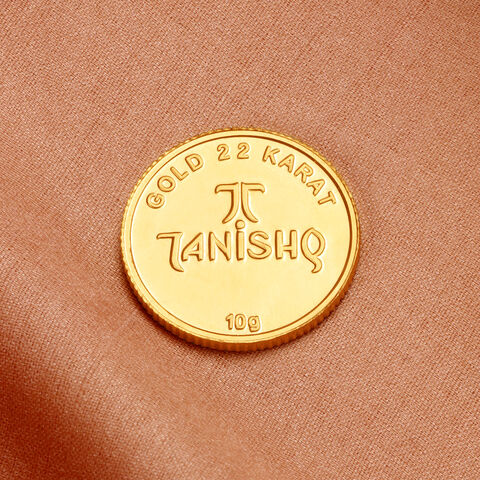 GOLD 22 KARAT
TANISHQ
10g